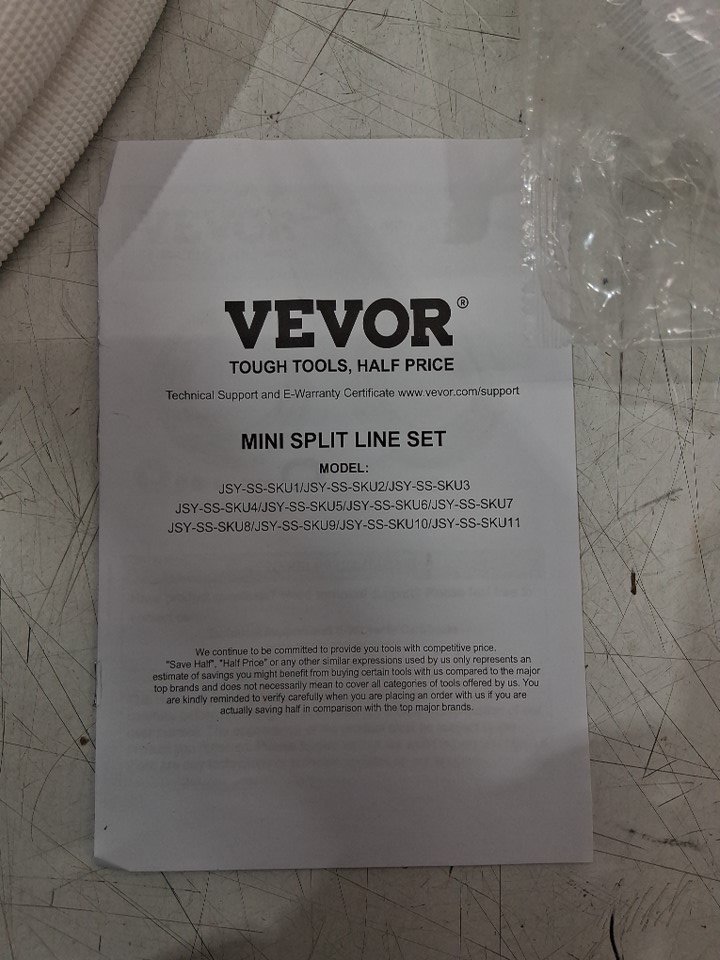 VEVOR®
TOUGH TOOLS, HALF PRICE
Technical Support and E-Warranty Certificate www.vevor.com/support
MINI SPLIT LINE SET
MODEL:
JSY-SS-SKU1/JSY-SS-SKU2/JSY-SS-SKU3
JSY-SS-SKU4/JSY-SS-SKU5/JSY-SS-SKU6/JSY-SS-SKU7
JSY-SS-SKU8/JSY-SS-SKU9/JSY-SS-SKU10/JSY-SS-SKU11
We continue to be committed to provide you tools with competitive price.
"Save Half", "Half Price" or any other similar expressions used by us only represents an
estimate of savings you might benefit from buying certain tools with us compared to the major
top brands and does not necessarily mean to cover all categories of tools offered by us. You
are kindly reminded to verify carefully when you are placing an order with us if you are
actually saving half in comparison with the top major brands.